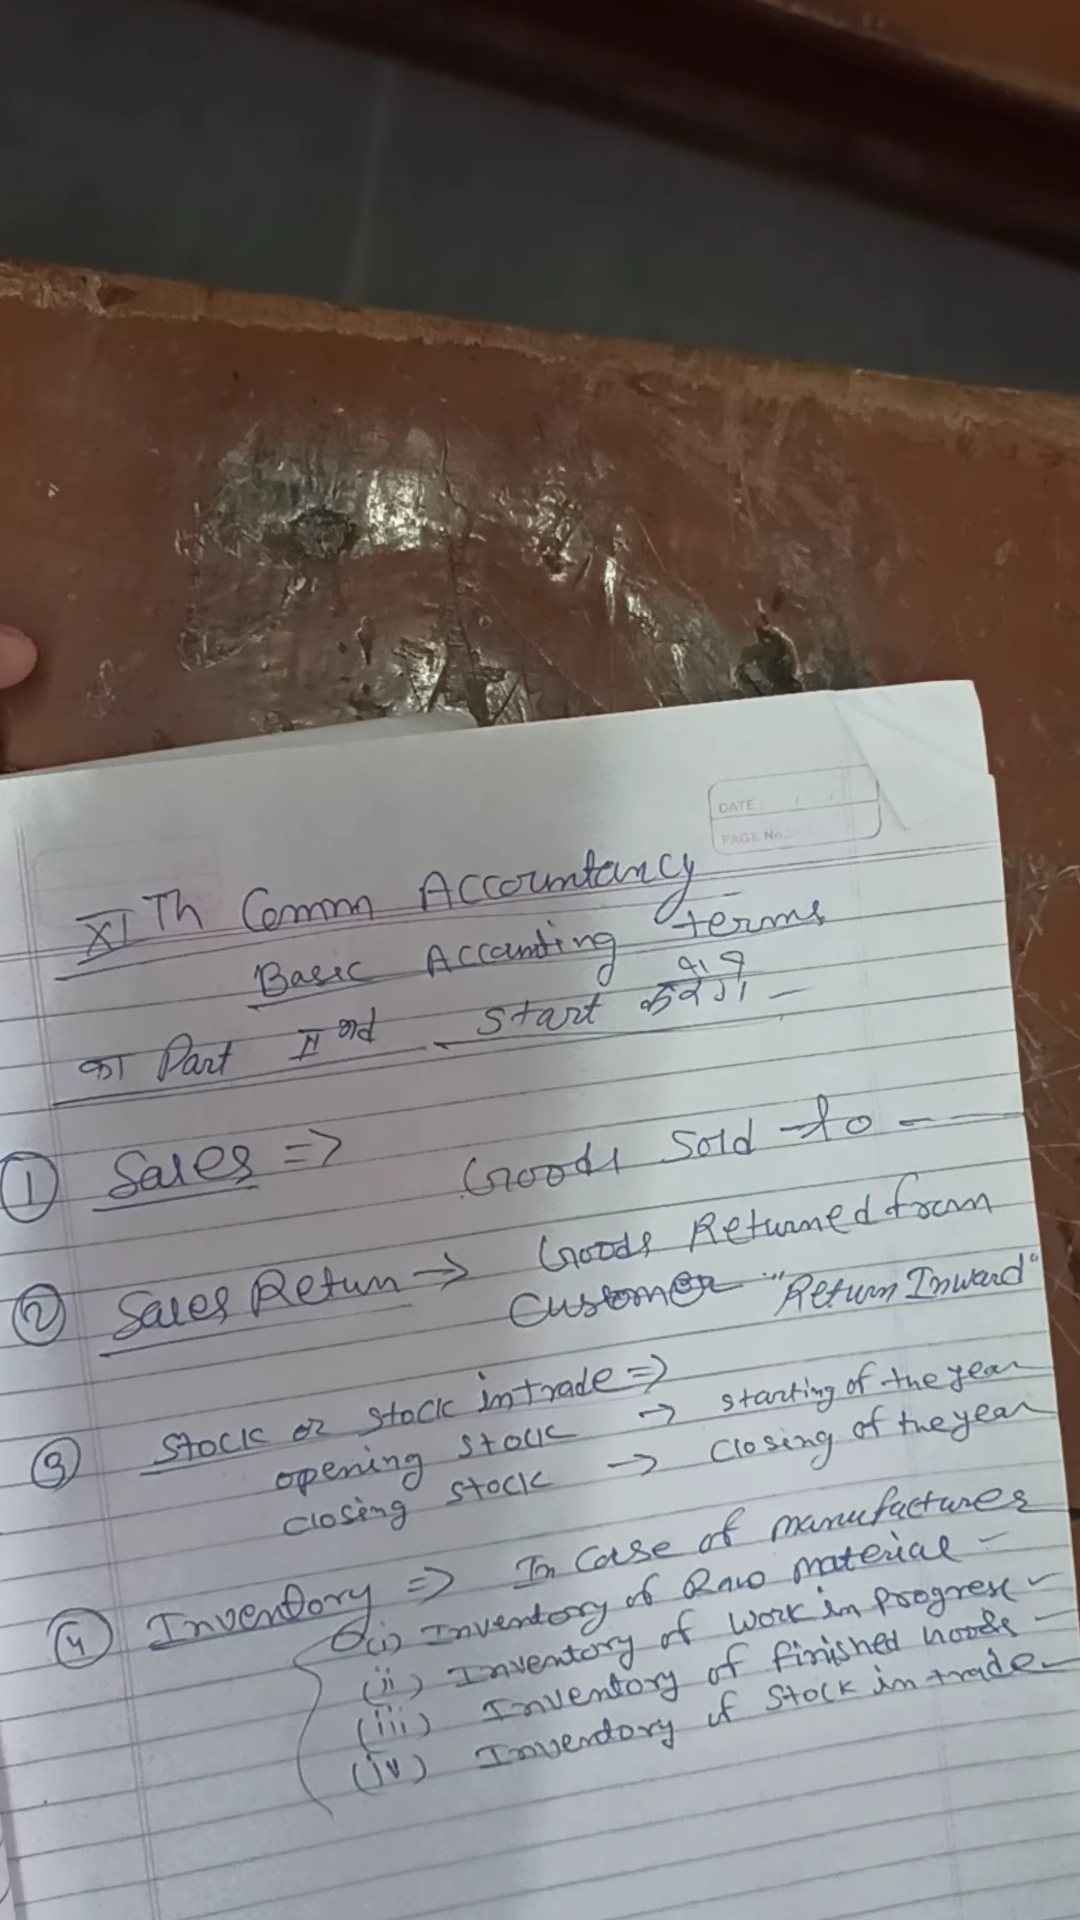 DATE: / /
PAGE No.:
XI Th Comm Accountancy
Basic Accounting terms
का Part II nd start करेंगे -
① Sales => Goods Sold to -
② Sales Return → Goods Returned from
Customer "Return Inward"
③ Stock or Stock in trade =>
opening stock → starting of the year
closing stock → closing of the year
④ Inventory => In Case of manufactures
(i) Inventory of Raw material -
(ii) Inventory of Work in progress -
(iii) Inventory of finished Goods -
(iv) Inventory of Stock in trade -